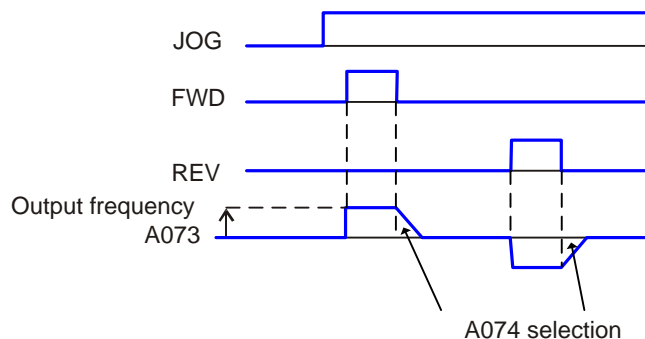 JOG
FWD
REV
Output frequency
A073
A074 selection